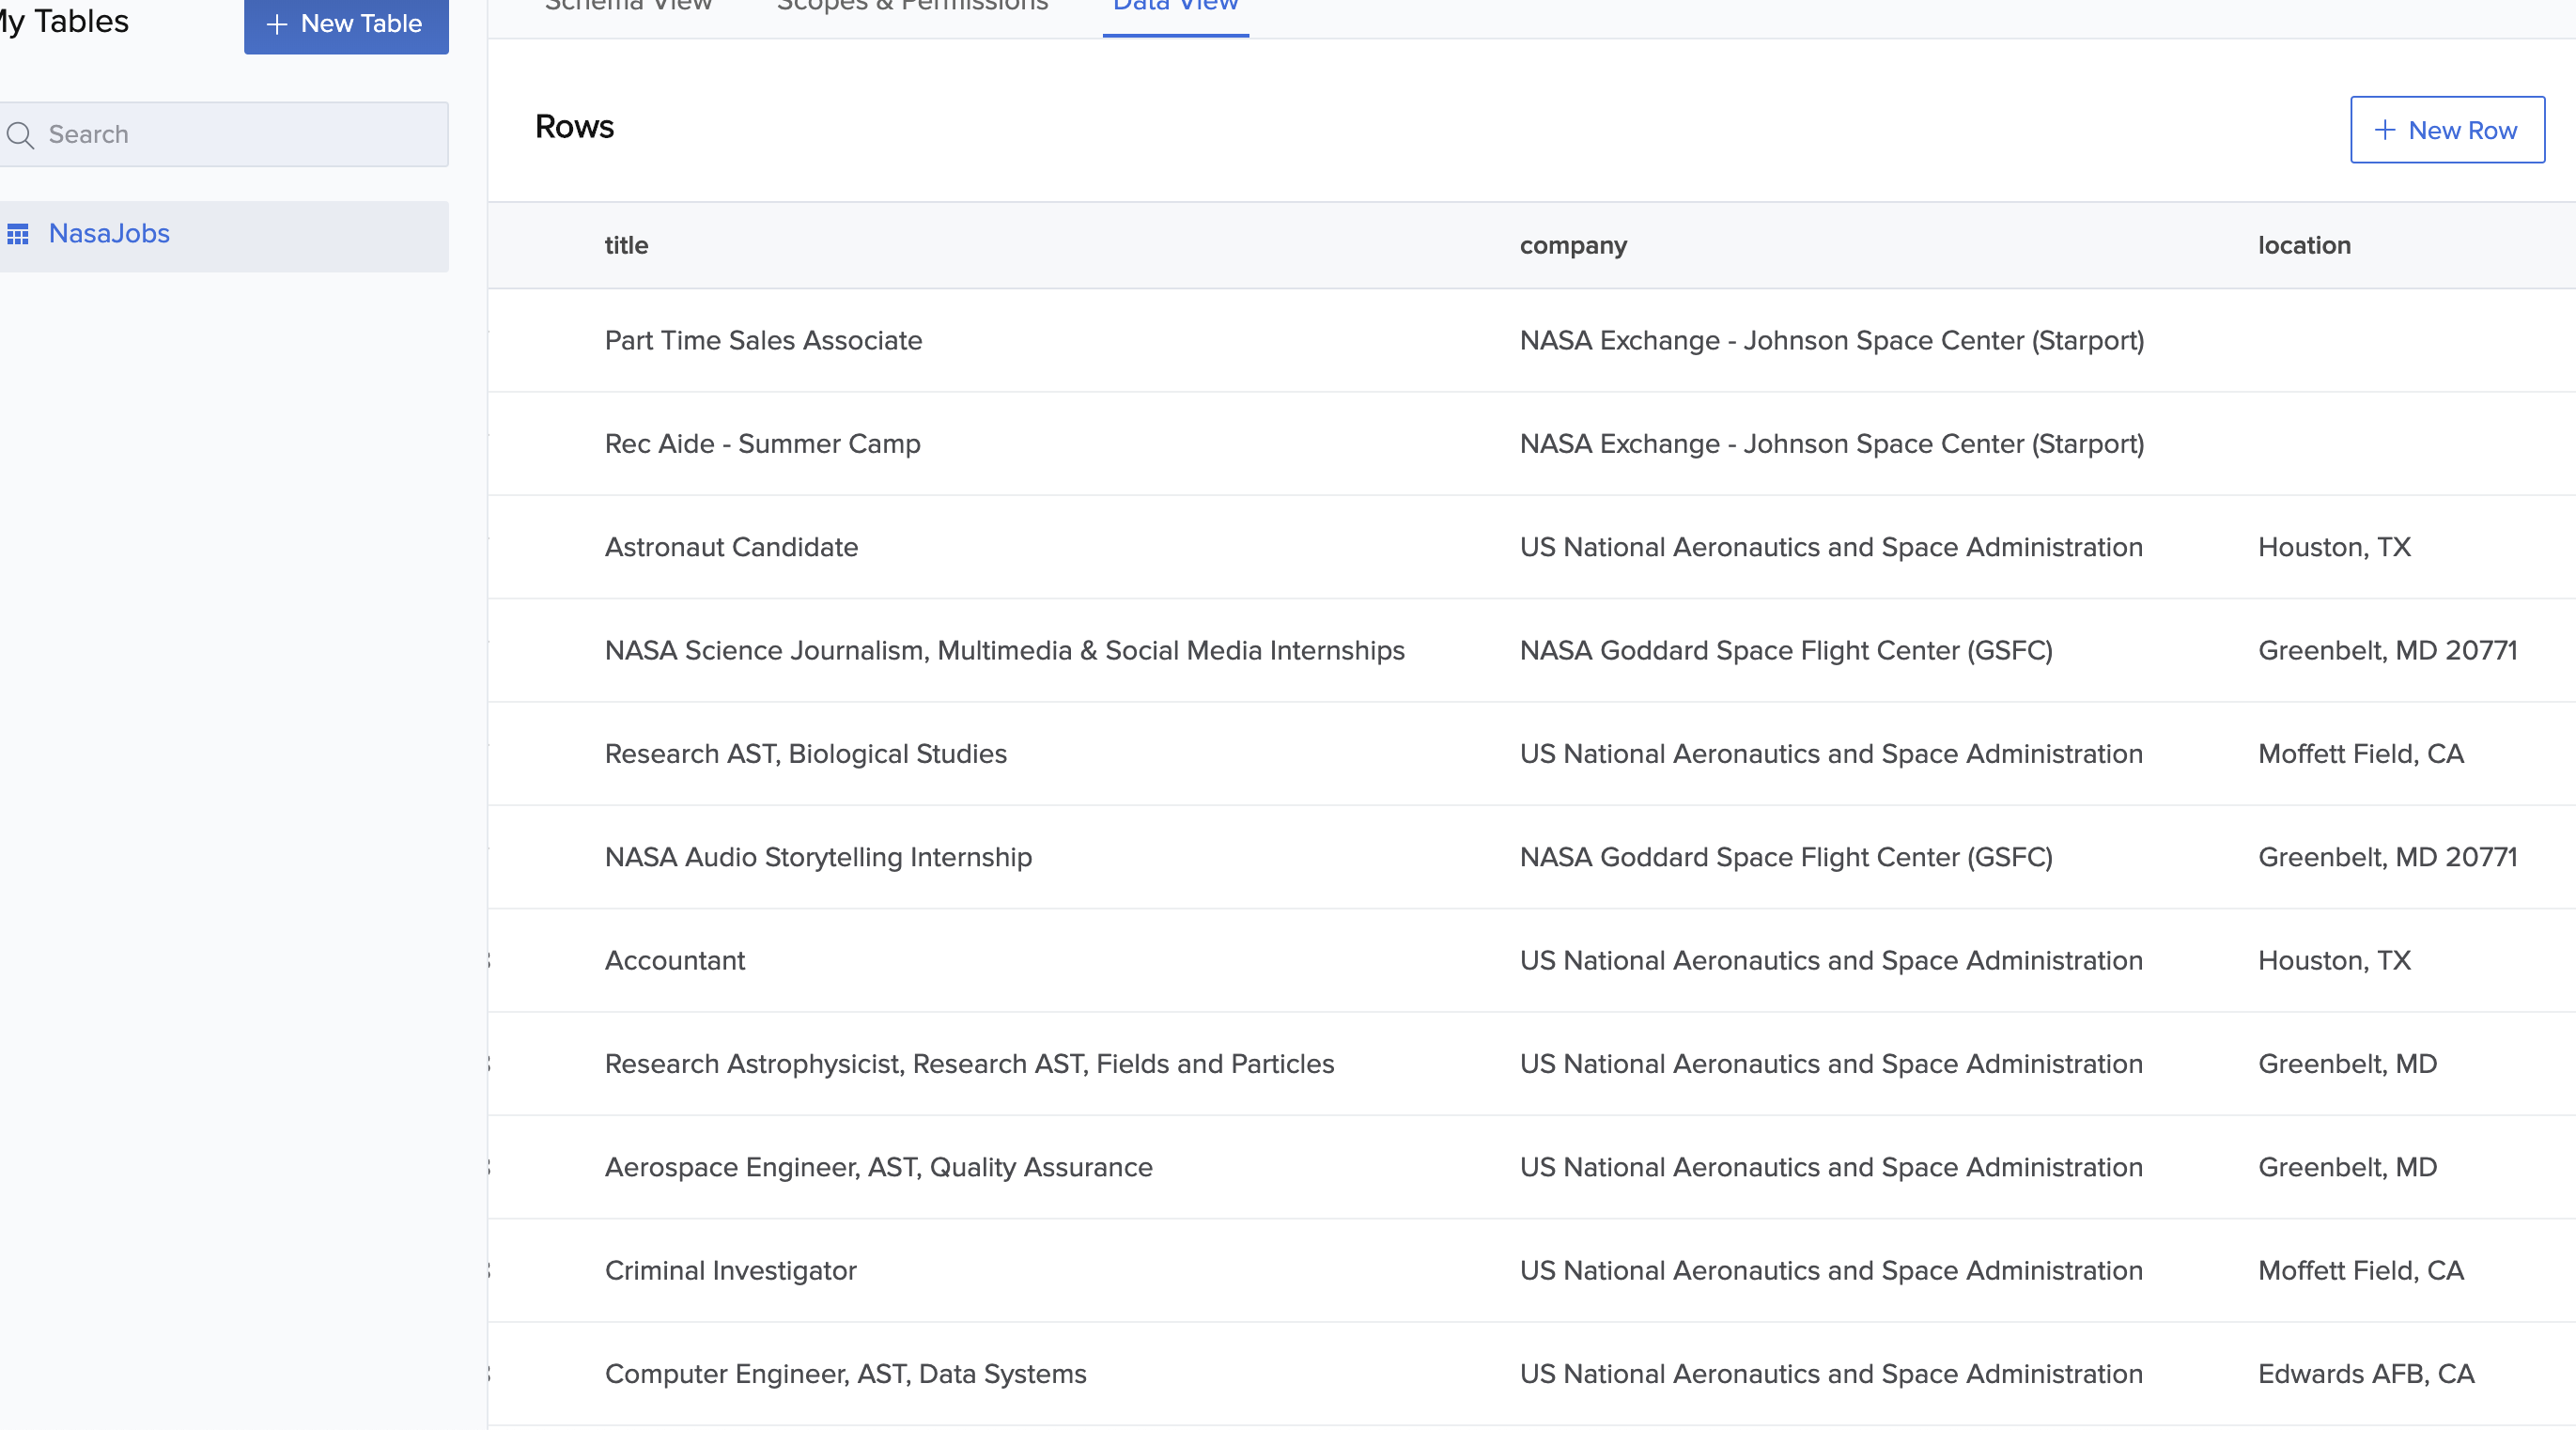 My Tables
+ New Table
Schema View Scopes & Permissions Data View
Search
NasaJobs
Rows
+ New Row
title company location
Part Time Sales Associate NASA Exchange - Johnson Space Center (Starport)
Rec Aide - Summer Camp NASA Exchange - Johnson Space Center (Starport)
Astronaut Candidate US National Aeronautics and Space Administration Houston, TX
NASA Science Journalism, Multimedia & Social Media Internships NASA Goddard Space Flight Center (GSFC) Greenbelt, MD 20771
Research AST, Biological Studies US National Aeronautics and Space Administration Moffett Field, CA
NASA Audio Storytelling Internship NASA Goddard Space Flight Center (GSFC) Greenbelt, MD 20771
Accountant US National Aeronautics and Space Administration Houston, TX
Research Astrophysicist, Research AST, Fields and Particles US National Aeronautics and Space Administration Greenbelt, MD
Aerospace Engineer, AST, Quality Assurance US National Aeronautics and Space Administration Greenbelt, MD
Criminal Investigator US National Aeronautics and Space Administration Moffett Field, CA
Computer Engineer, AST, Data Systems US National Aeronautics and Space Administration Edwards AFB, CA